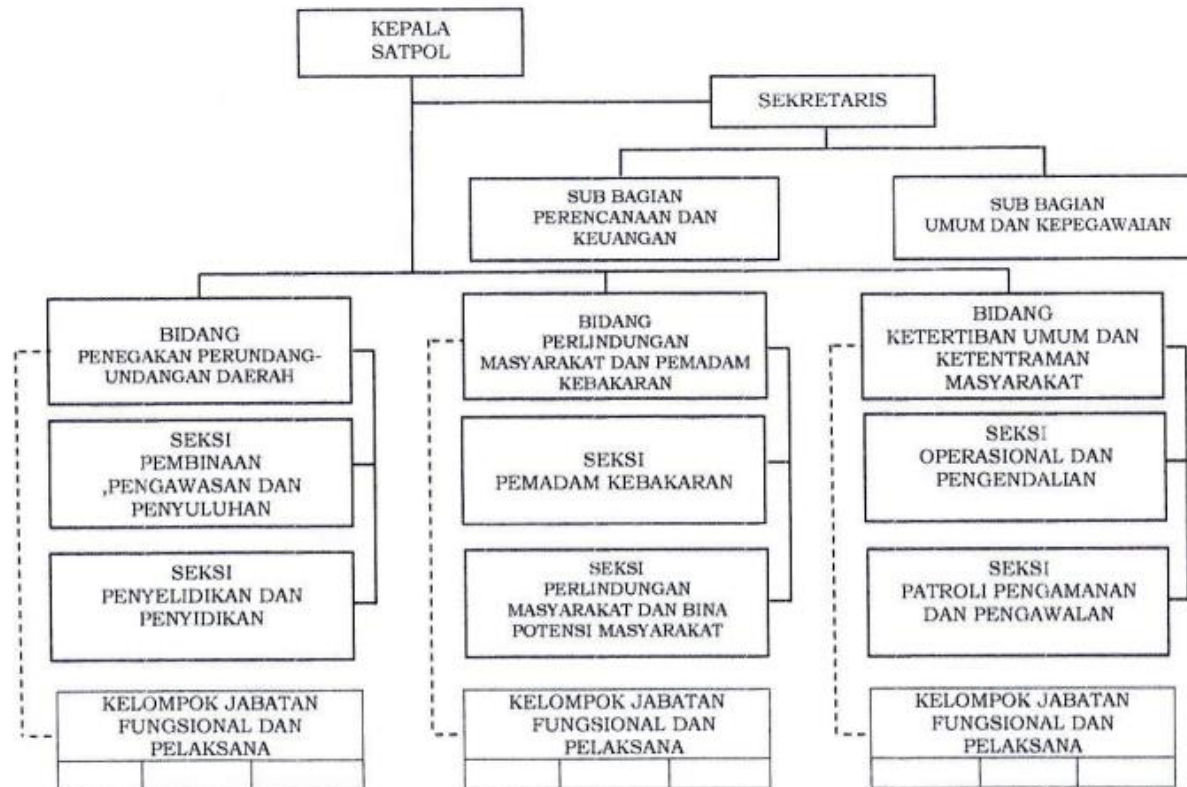 KEPALA
SATPOL
SEKRETARIS
SUB BAGIAN
PERENCANAAN DAN
KEUANGAN
SUB BAGIAN
UMUM DAN KEPEGAWAIAN
BIDANG
PENEGAKAN PERUNDANG-
UNDANGAN DAERAH
BIDANG
PERLINDUNGAN
MASYARAKAT DAN PEMADAM
KEBAKARAN
BIDANG
KETERTIBAN UMUM DAN
KETENTRAMAN
MASYARAKAT
SEKSI
PEMBINAAN
,PENGAWASAN DAN
PENYULUHAN
SEKSI
PEMADAM KEBAKARAN
SEKSI
OPERASIONAL DAN
PENGENDALIAN
SEKSI
PENYELIDIKAN DAN
PENYIDIKAN
SEKSI
PERLINDUNGAN
MASYARAKAT DAN BINA
POTENSI MASYARAKAT
SEKSI
PATROLI PENGAMANAN
DAN PENGAWALAN
KELOMPOK JABATAN
FUNGSIONAL DAN
PELAKSANA
KELOMPOK JABATAN
FUNGSIONAL DAN
PELAKSANA
KELOMPOK JABATAN
FUNGSIONAL DAN
PELAKSANA